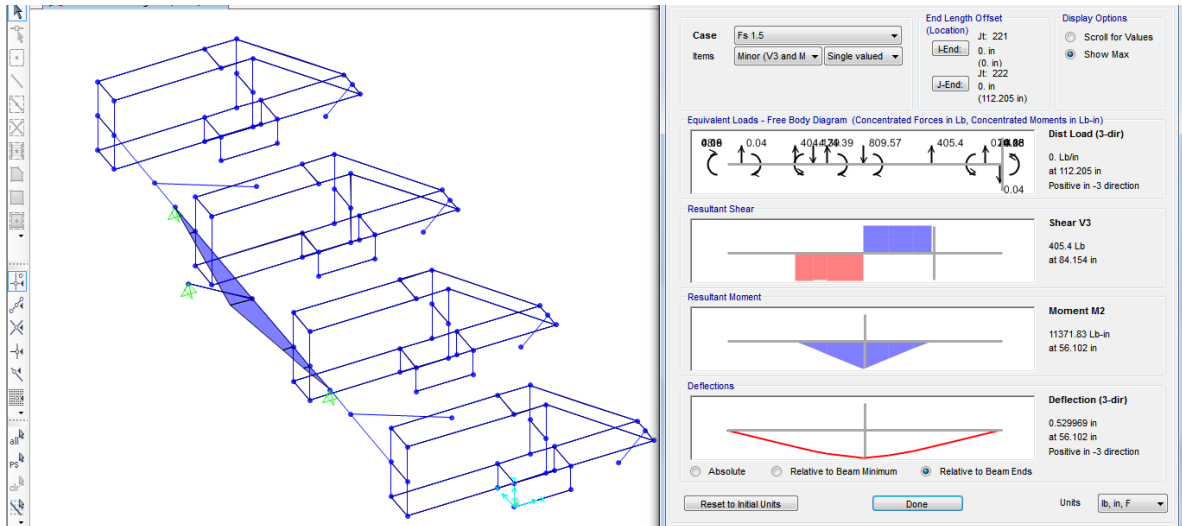 all
PS
clr
Case
Fs 1.5
Items
Minor (V3 and M
Single valued
End Length Offset
(Location)
Jt: 221
I-End:
0. in
(0. in)
Jt: 222
J-End:
0. in
(112.205 in)
Display Options
Scroll for Values
Show Max
Equivalent Loads - Free Body Diagram (Concentrated Forces in Lb, Concentrated Moments in Lb-in)
0.04
809.57
405.4
0.04
Dist Load (3-dir)
0. Lb/in
at 112.205 in
Positive in -3 direction
Resultant Shear
Shear V3
405.4 Lb
at 84.154 in
Resultant Moment
Moment M2
11371.83 Lb-in
at 56.102 in
Deflections
Deflection (3-dir)
0.529969 in
at 56.102 in
Positive in -3 direction
Absolute
Relative to Beam Minimum
Relative to Beam Ends
Reset to Initial Units
Done
Units
lb, in, F